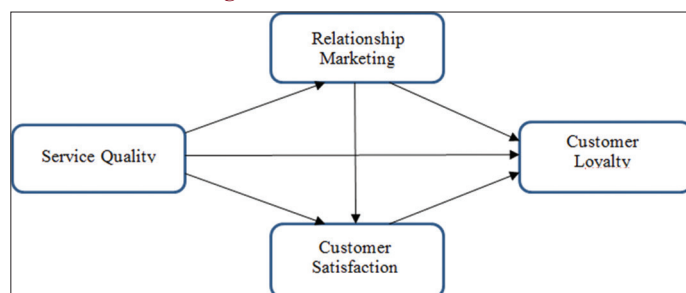 Relationship
Marketing
Service Quality
Customer
Loyalty
Customer
Satisfaction